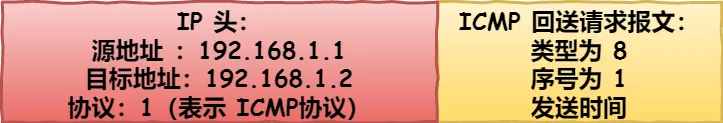 IP 头：
源地址 ：192.168.1.1
目标地址：192.168.1.2
协议：1 (表示 ICMP协议)
ICMP 回送请求报文：
类型为 8
序号为 1
发送时间